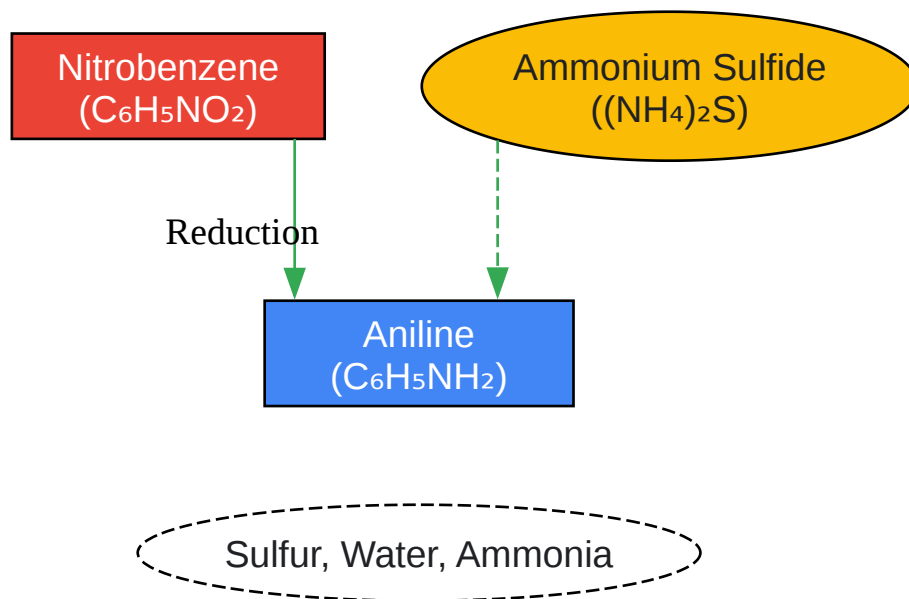 Nitrobenzene
(C₆H₅NO₂)
Ammonium Sulfide
((NH₄)₂S)
Reduction
Aniline
(C₆H₅NH₂)
Sulfur, Water, Ammonia